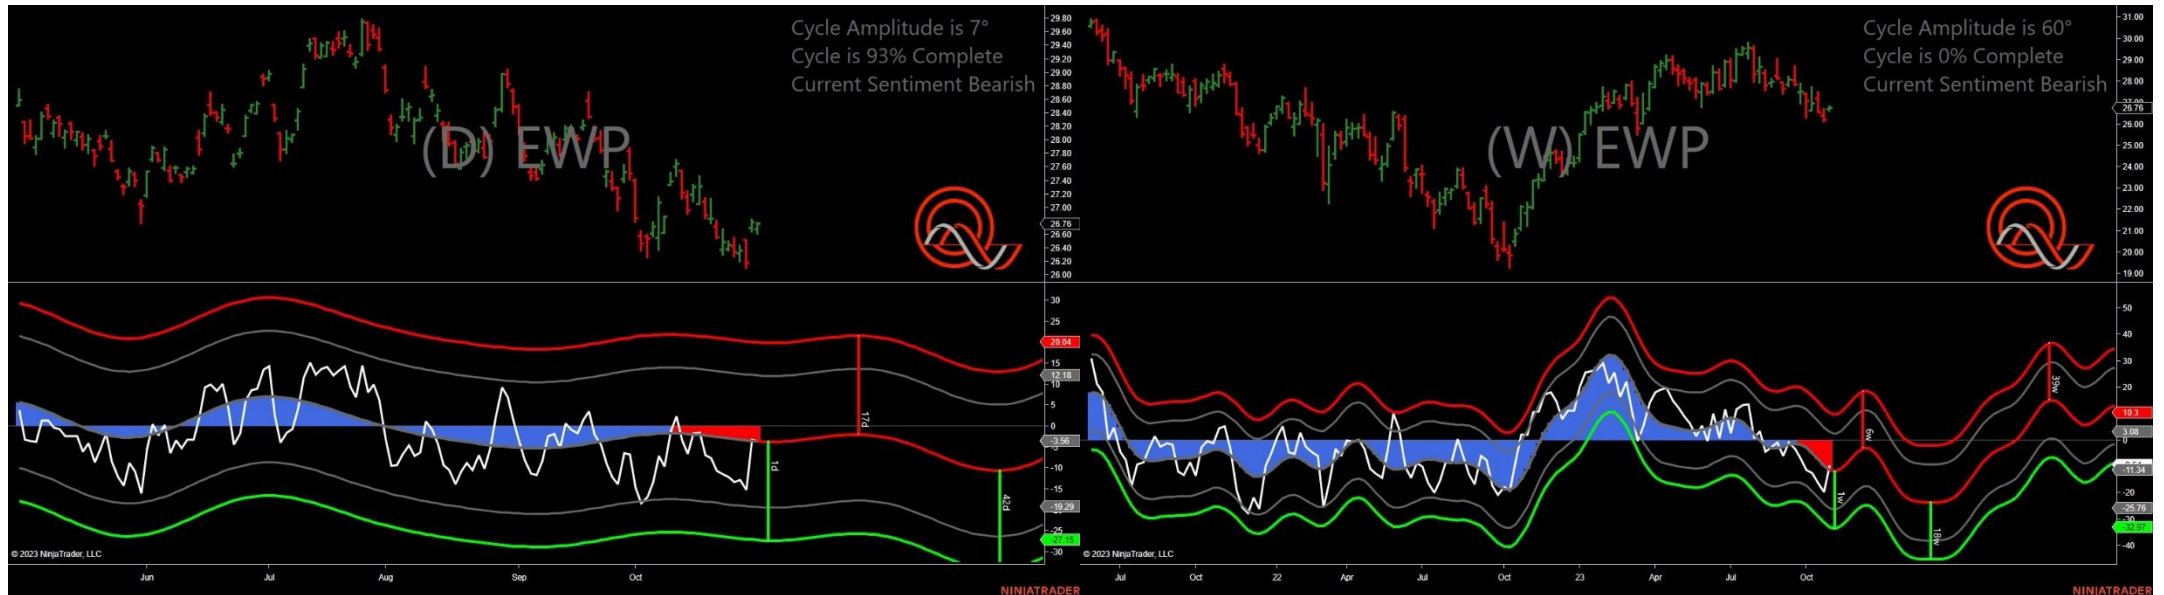 Cycle Amplitude is 7°
Cycle is 93% Complete
Current Sentiment Bearish
(D) EWP
29.80
29.60
29.40
29.20
29.00
28.80
28.60
28.40
28.20
28.00
27.80
27.60
27.40
27.20
27.00
26.76
26.60
26.40
26.20
26.00
30
25
20.04
15
12.18
10
5
0
-3.56
-10
-15
-19.29
-25
-27.15
-30
17d
1d
42d
© 2023 NinjaTrader, LLC
Jun Jul Aug Sep Oct
NINJATRADER
Cycle Amplitude is 60°
Cycle is 0% Complete
Current Sentiment Bearish
(W) EWP
31.00
30.00
29.00
28.00
26.76
26.00
25.00
24.00
23.00
22.00
21.00
20.00
19.00
50
40
30
20
10.3
3.08
0
-11.34
-20
-25.76
-32.97
-40
6w
1w
18w
39w
© 2023 NinjaTrader, LLC
Jul Oct 22 Apr Jul Oct 23 Apr Jul Oct
NINJATRADER